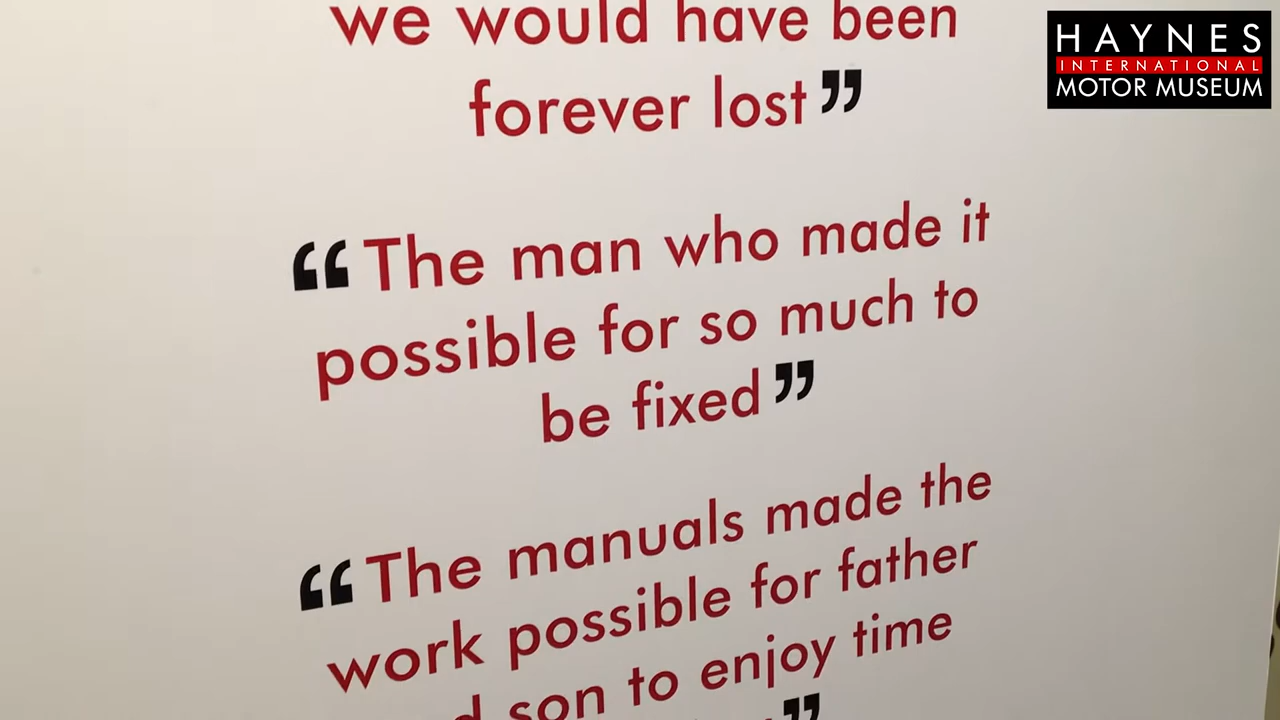 we would have been
forever lost”
“The man who made it
possible for so much to
be fixed”
“The manuals made the
work possible for father
son to enjoy time
”
HAYNES
INTERNATIONAL
MOTOR MUSEUM